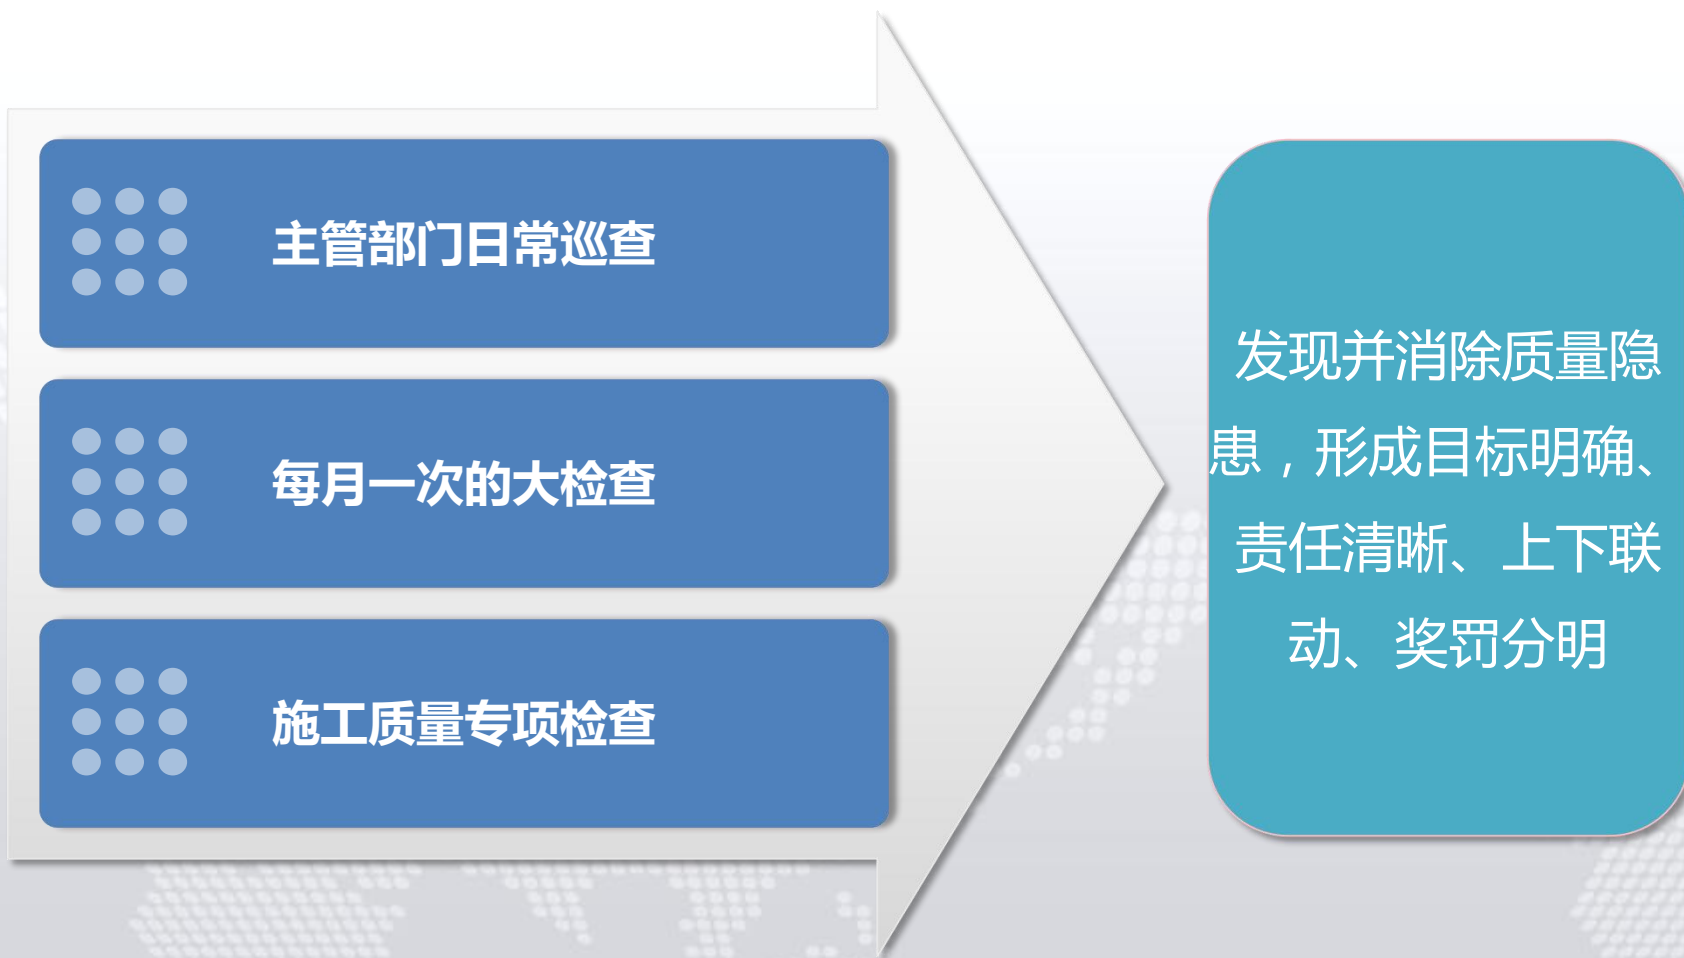 主管部门日常巡查
每月一次的大检查
施工质量专项检查
发现并消除质量隐
患，形成目标明确、
责任清晰、上下联
动、奖罚分明